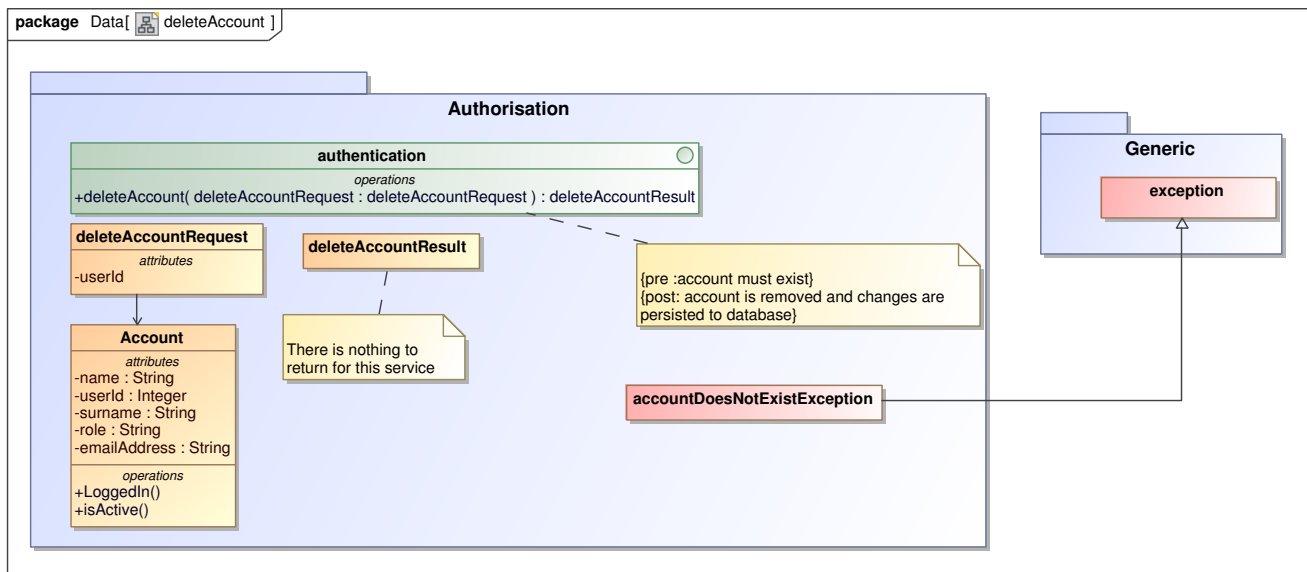 package Data[ deleteAccount ]
Authorisation
authentication
operations
+deleteAccount( deleteAccountRequest : deleteAccountRequest ) : deleteAccountResult
deleteAccountRequest
attributes
-userId
deleteAccountResult
{pre :account must exist}
{post: account is removed and changes are
persisted to database}
There is nothing to
return for this service
Account
attributes
-name : String
-userId : Integer
-surname : String
-role : String
-emailAddress : String
operations
+LoggedIn()
+isActive()
accountDoesNotExistException
Generic
exception